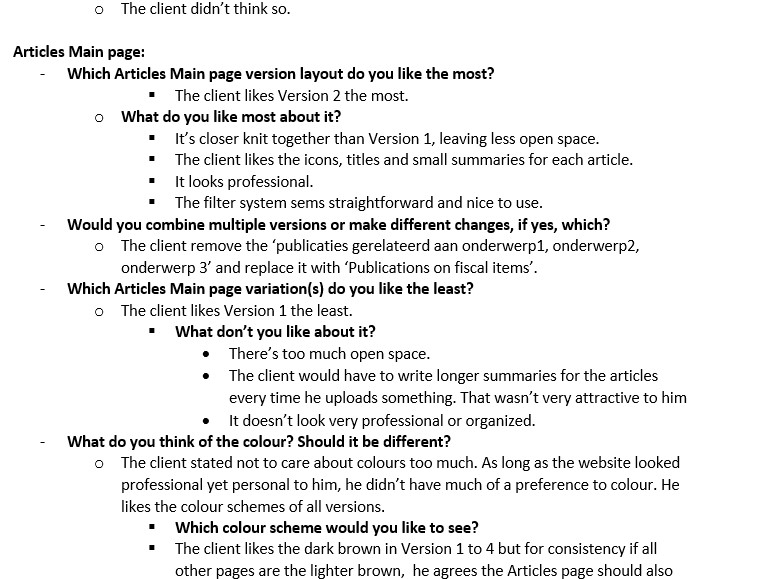 o The client didn't think so.
Articles Main page:
- Which Articles Main page version layout do you like the most?
▪ The client likes Version 2 the most.
o What do you like most about it?
▪ It's closer knit together than Version 1, leaving less open space.
▪ The client likes the icons, titles and small summaries for each article.
▪ It looks professional.
▪ The filter system sems straightforward and nice to use.
- Would you combine multiple versions or make different changes, if yes, which?
o The client remove the 'publicaties gerelateerd aan onderwerp1, onderwerp2,
onderwerp 3' and replace it with 'Publications on fiscal items'.
- Which Articles Main page variation(s) do you like the least?
o The client likes Version 1 the least.
▪ What don't you like about it?
• There's too much open space.
• The client would have to write longer summaries for the articles
every time he uploads something. That wasn't very attractive to him
• It doesn't look very professional or organized.
- What do you think of the colour? Should it be different?
o The client stated not to care about colours too much. As long as the website looked
professional yet personal to him, he didn't have much of a preference to colour. He
likes the colour schemes of all versions.
▪ Which colour scheme would you like to see?
▪ The client likes the dark brown in Version 1 to 4 but for consistency if all
other pages are the lighter brown,  he agrees the Articles page should also